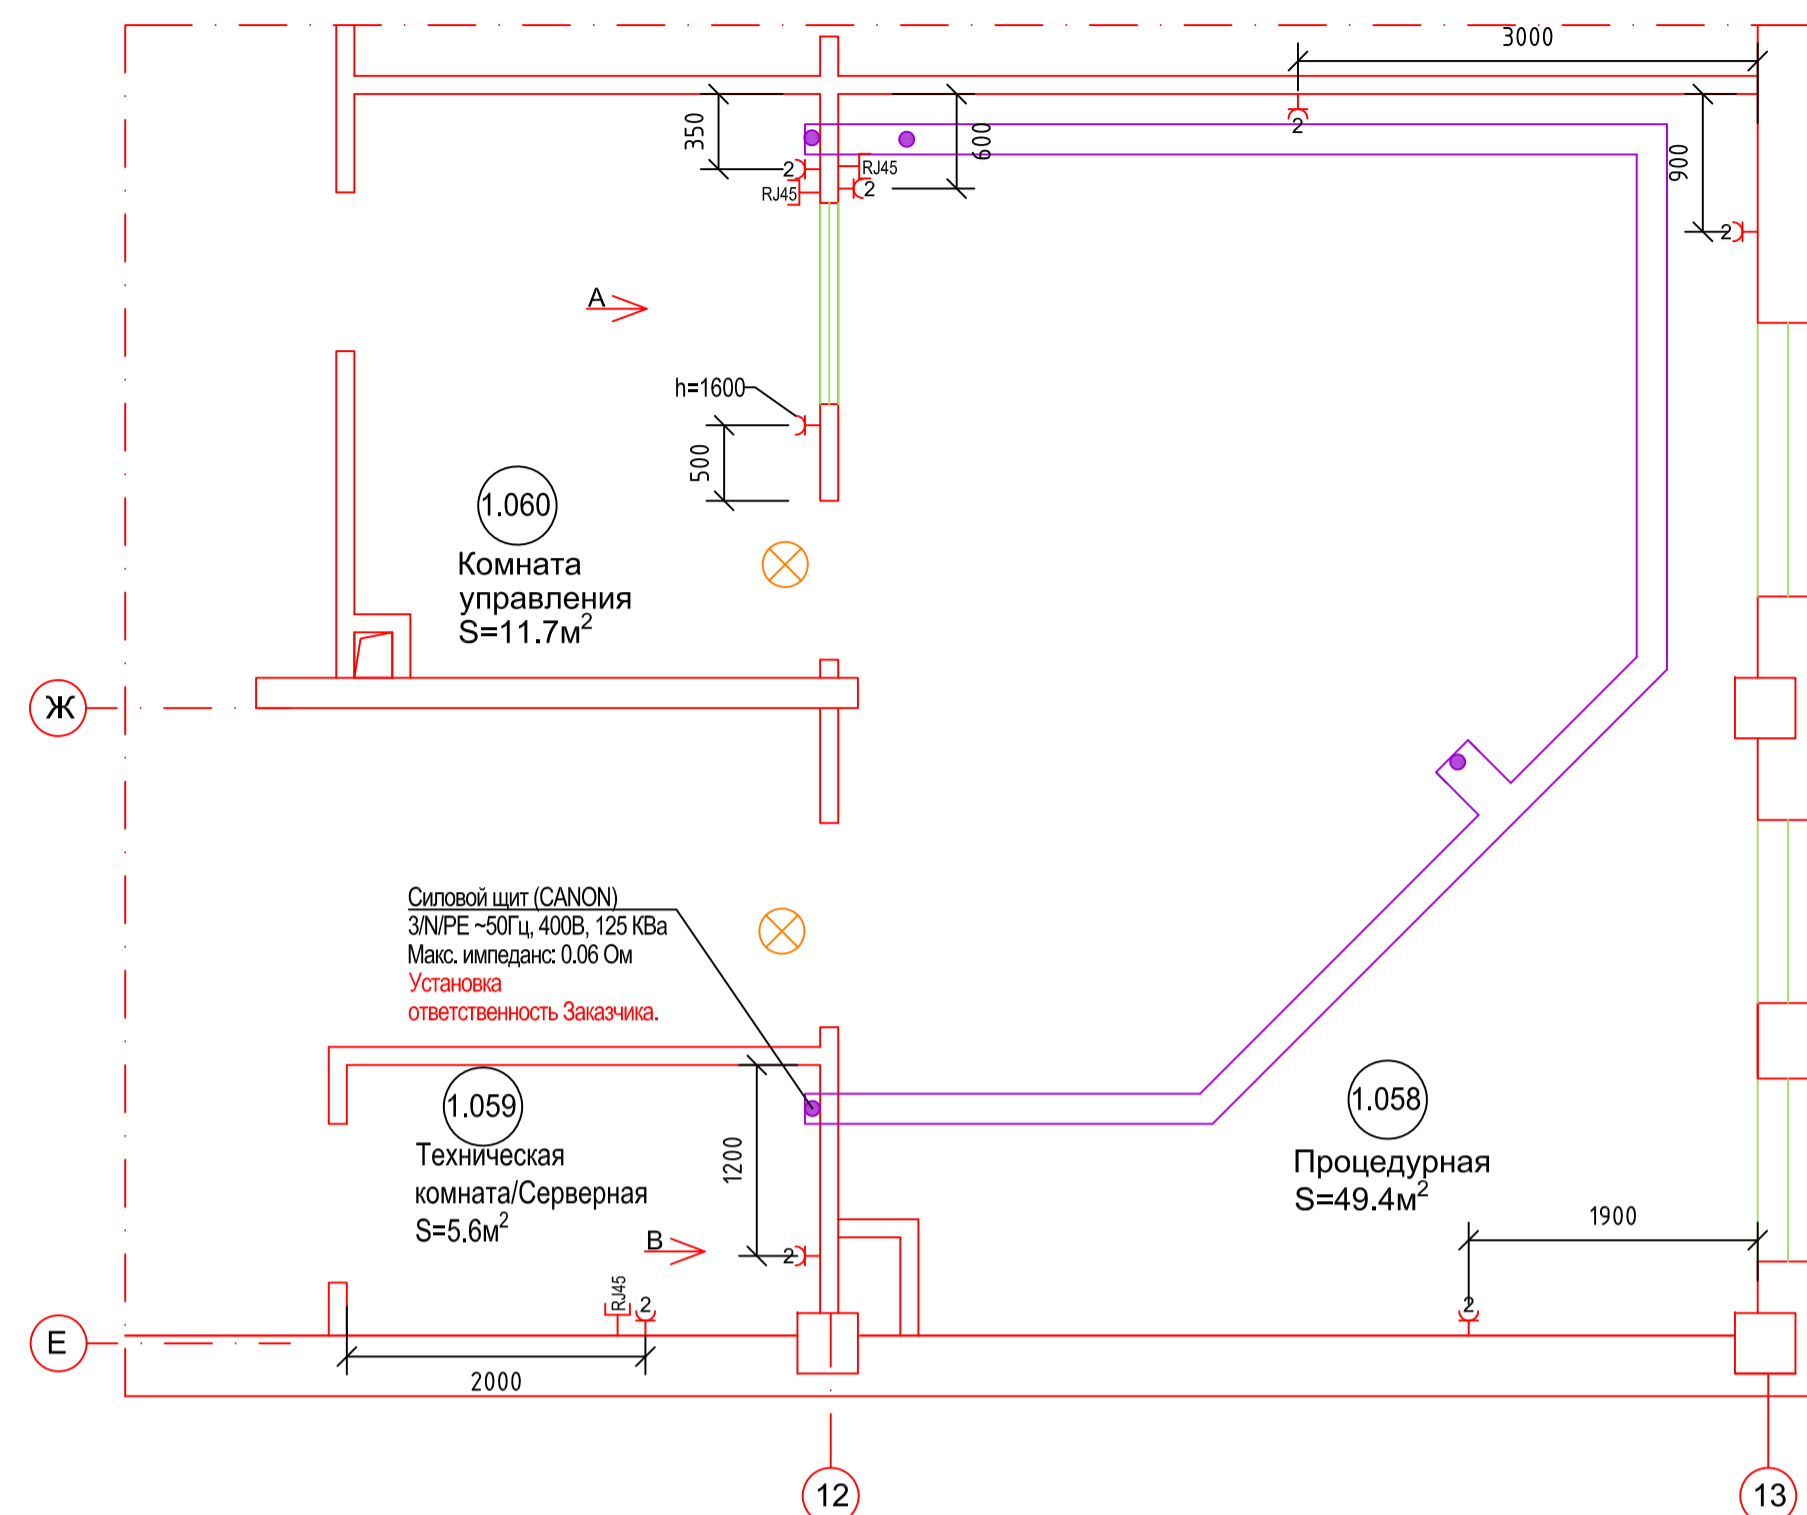 3000
350
600
900
2
2
RJ45
RJ45
2
2
A
h=1600
500
1.060
Комната
управления
S=11.7м²
Ж
Силовой щит (CANON)
3/N/PE ~50Гц, 400В, 125 КВа
Макс. импеданс: 0.06 Ом
Установка
ответственность Заказчика.
1.059
Техническая
комната/Серверная
S=5.6м²
1200
1.058
Процедурная
S=49.4м²
1900
B
2
RJ45
2
2
E
2000
12
13